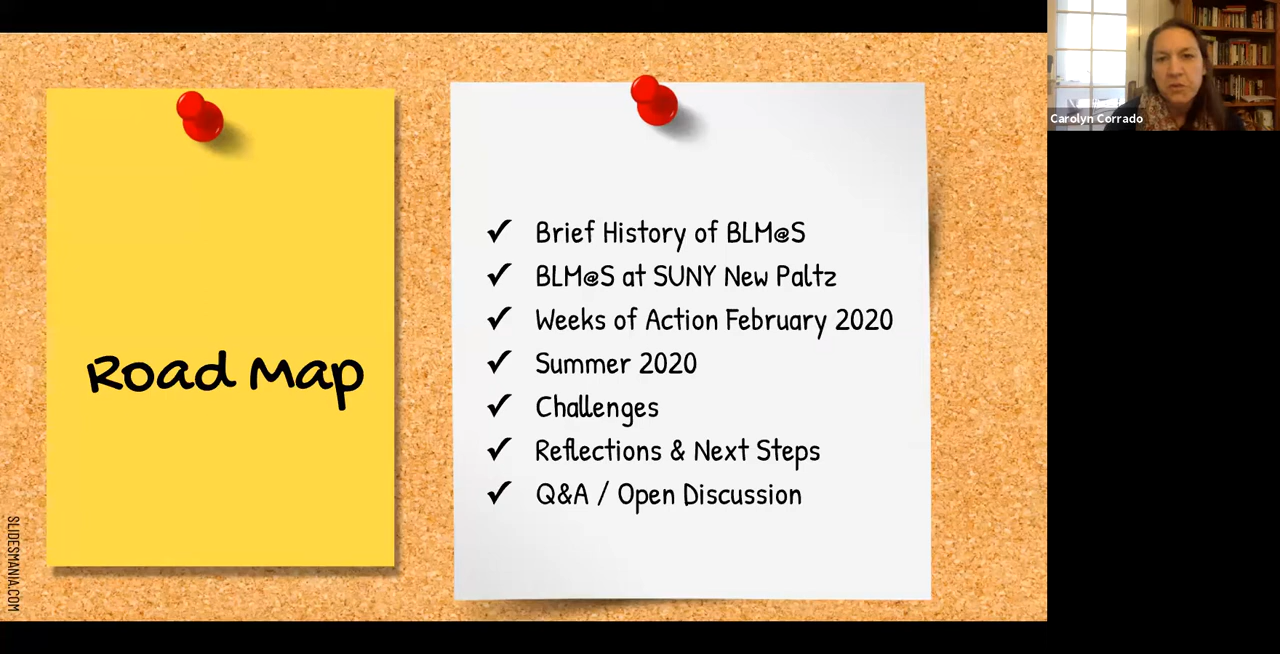 Road Map
✓ Brief History of BLM@S
✓ BLM@S at SUNY New Paltz
✓ Weeks of Action February 2020
✓ Summer 2020
✓ Challenges
✓ Reflections & Next Steps
✓ Q&A / Open Discussion
SLIDESMANIA.COM
Carolyn Corrado